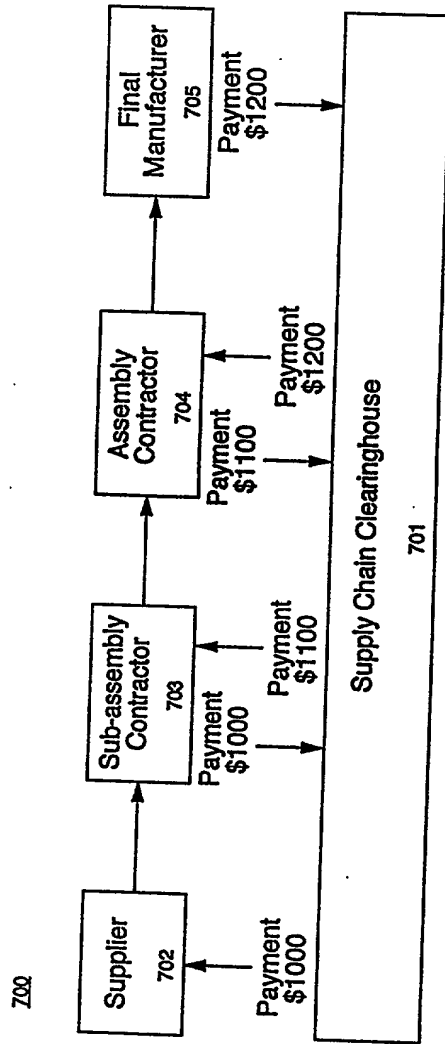 700
Supplier
702
Sub-assembly
Contractor
703
Assembly
Contractor
704
Final
Manufacturer
705
Payment
$1000
Payment
$1000
Payment
$1100
Payment
$1100
Payment
$1200
Payment
$1200
Supply Chain Clearinghouse
701